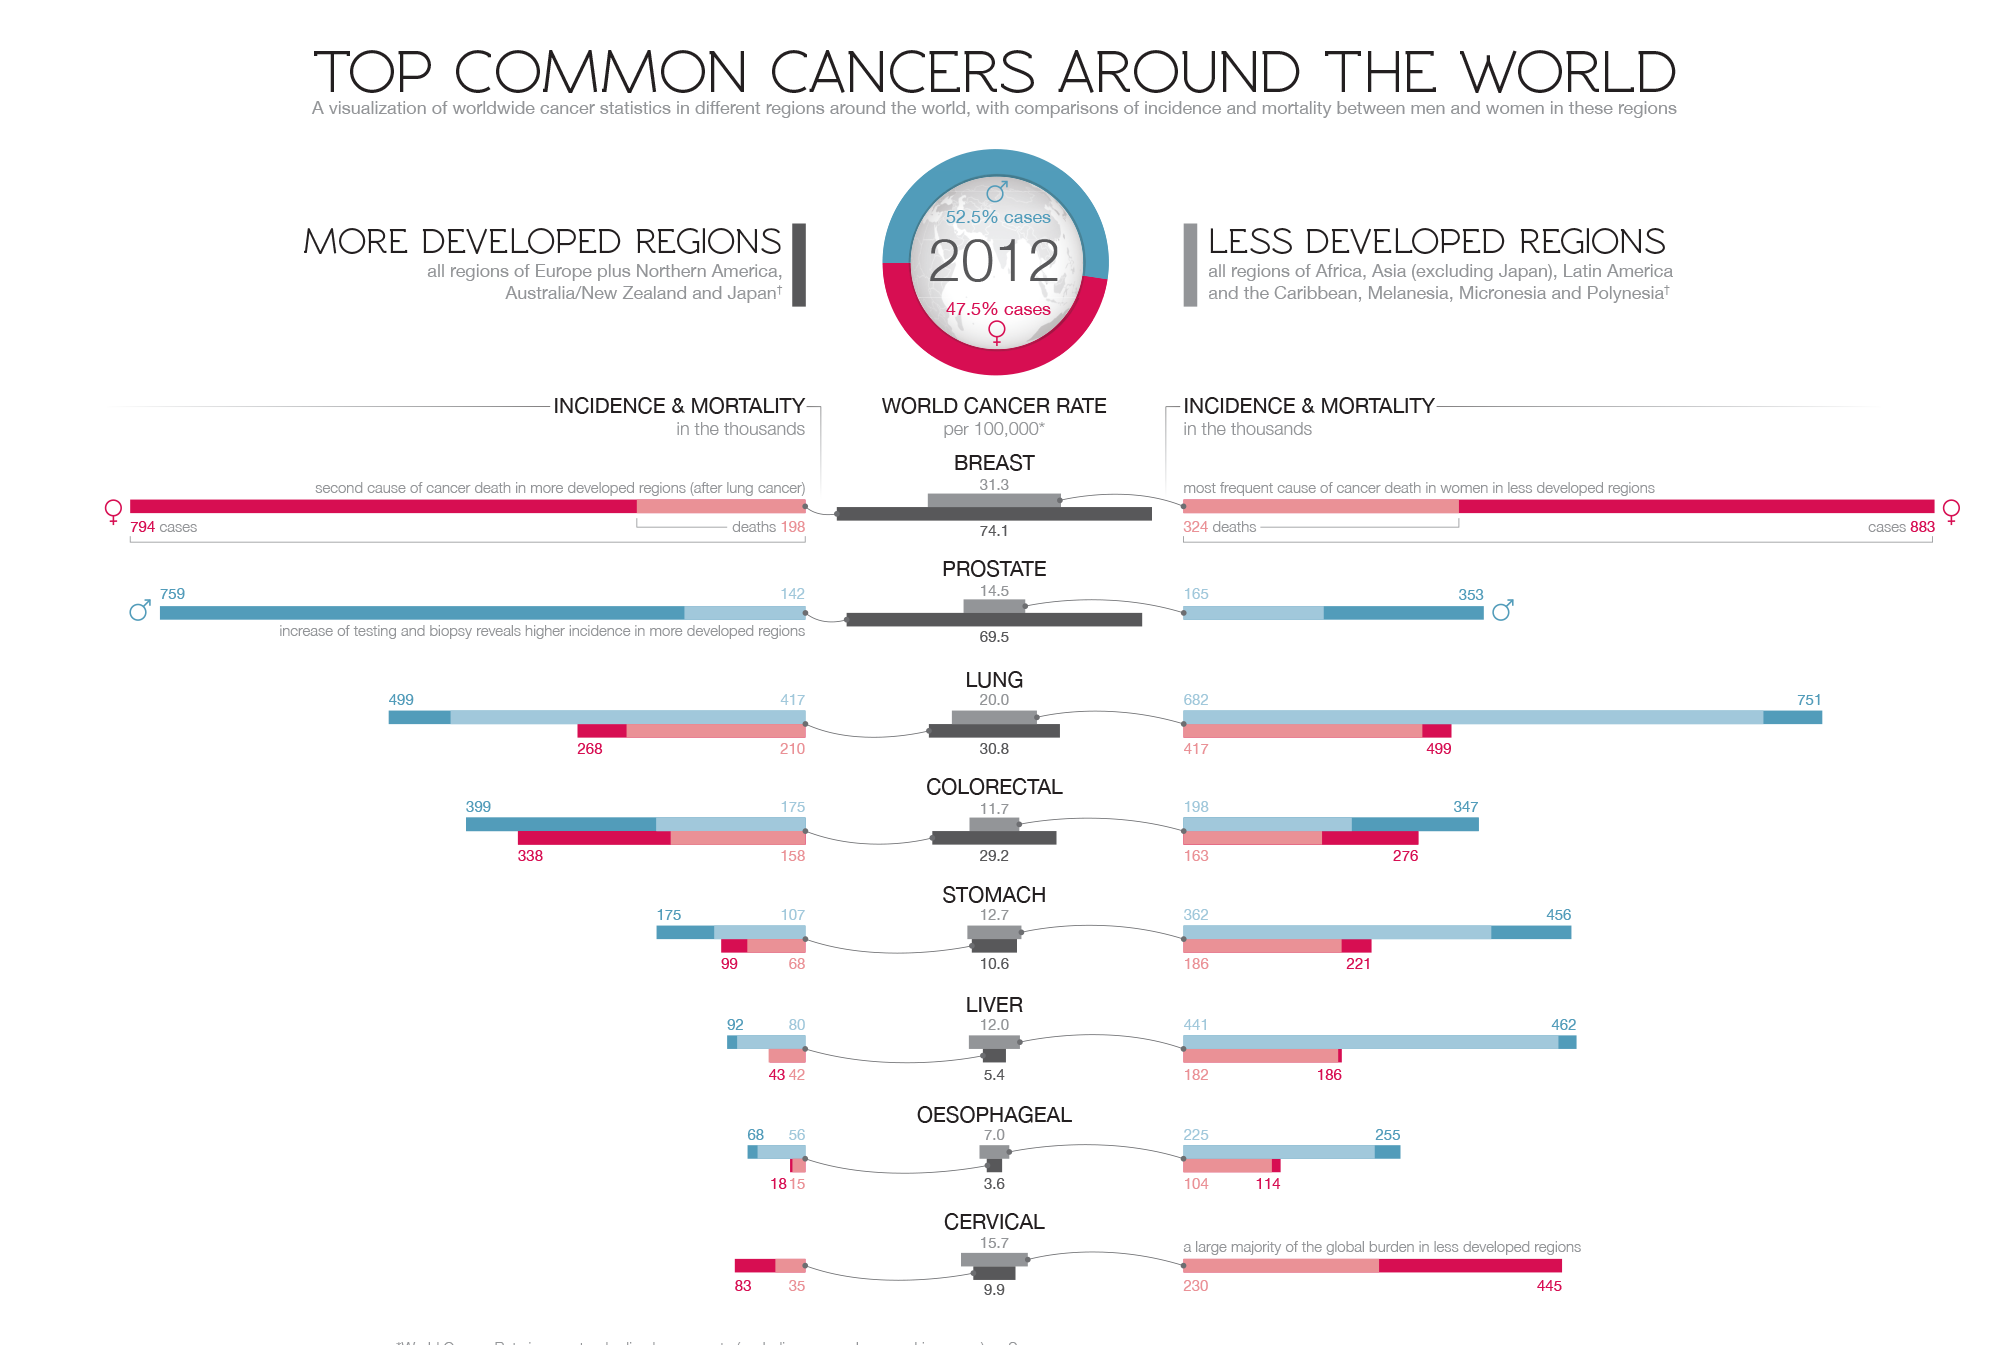 TOP COMMON CANCERS AROUND THE WORLD
A visualization of worldwide cancer statistics in different regions around the world, with comparisons of incidence and mortality between men and women in these regions
♂
52.5% cases
2012
47.5% cases
♀
MORE DEVELOPED REGIONS
all regions of Europe plus Northern America,
Australia/New Zealand and Japan†
LESS DEVELOPED REGIONS
all regions of Africa, Asia (excluding Japan), Latin America
and the Caribbean, Melanesia, Micronesia and Polynesia†
INCIDENCE & MORTALITY
in the thousands
WORLD CANCER RATE
per 100,000*
INCIDENCE & MORTALITY
in the thousands
BREAST
31.3
74.1
second cause of cancer death in more developed regions (after lung cancer)
♀
794 cases
deaths 198
most frequent cause of cancer death in women in less developed regions
324 deaths
cases 883
♀
PROSTATE
14.5
69.5
♂
759 142
increase of testing and biopsy reveals higher incidence in more developed regions
165 353
♂
LUNG
20.0
30.8
499 417
268 210
682 751
417 499
COLORECTAL
11.7
29.2
399 175
338 158
198 347
163 276
STOMACH
12.7
10.6
175 107
99 68
362 456
186 221
LIVER
12.0
5.4
92 80
43 42
441 462
182 186
OESOPHAGEAL
7.0
3.6
68 56
18 15
225 255
104 114
CERVICAL
15.7
9.9
83 35
a large majority of the global burden in less developed regions
230 445